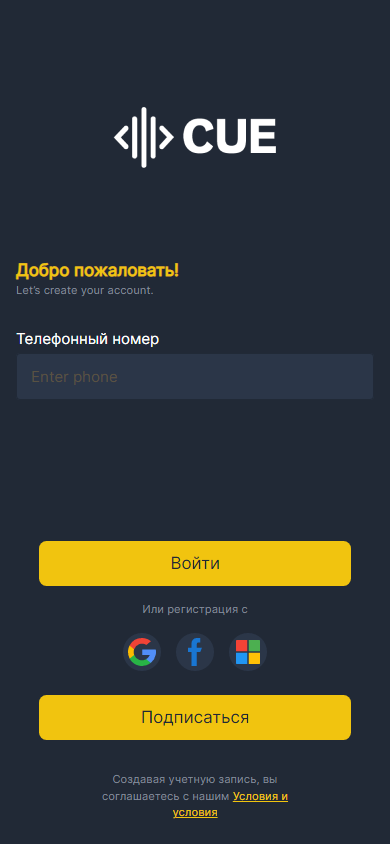 CUE
Добро пожаловать!
Let's create your account.
Телефонный номер
Enter phone
Войти
Или регистрация с
Подписаться
Создавая учетную запись, вы
соглашаетесь с нашим Условия и
условия